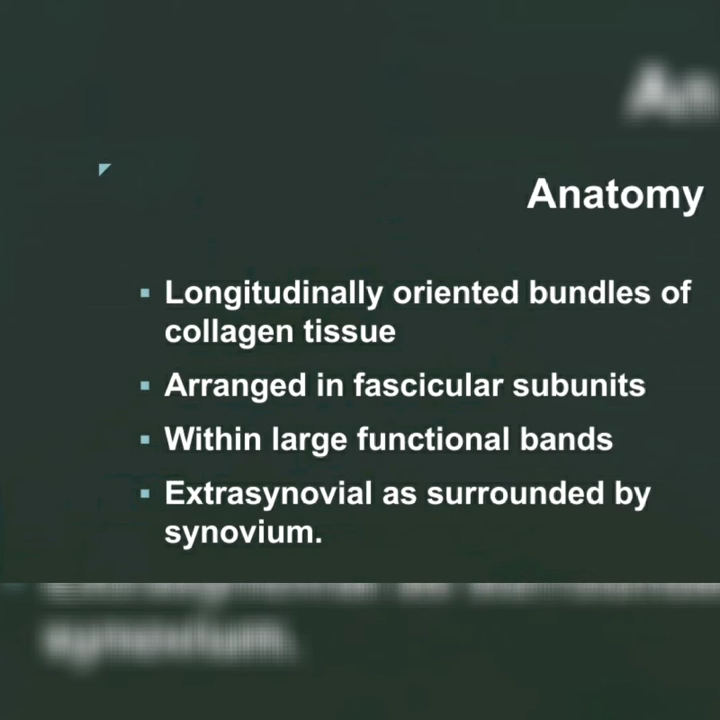 Anatomy
Longitudinally oriented bundles of
collagen tissue
Arranged in fascicular subunits
Within large functional bands
Extrasynovial as surrounded by
synovium.
synovium.